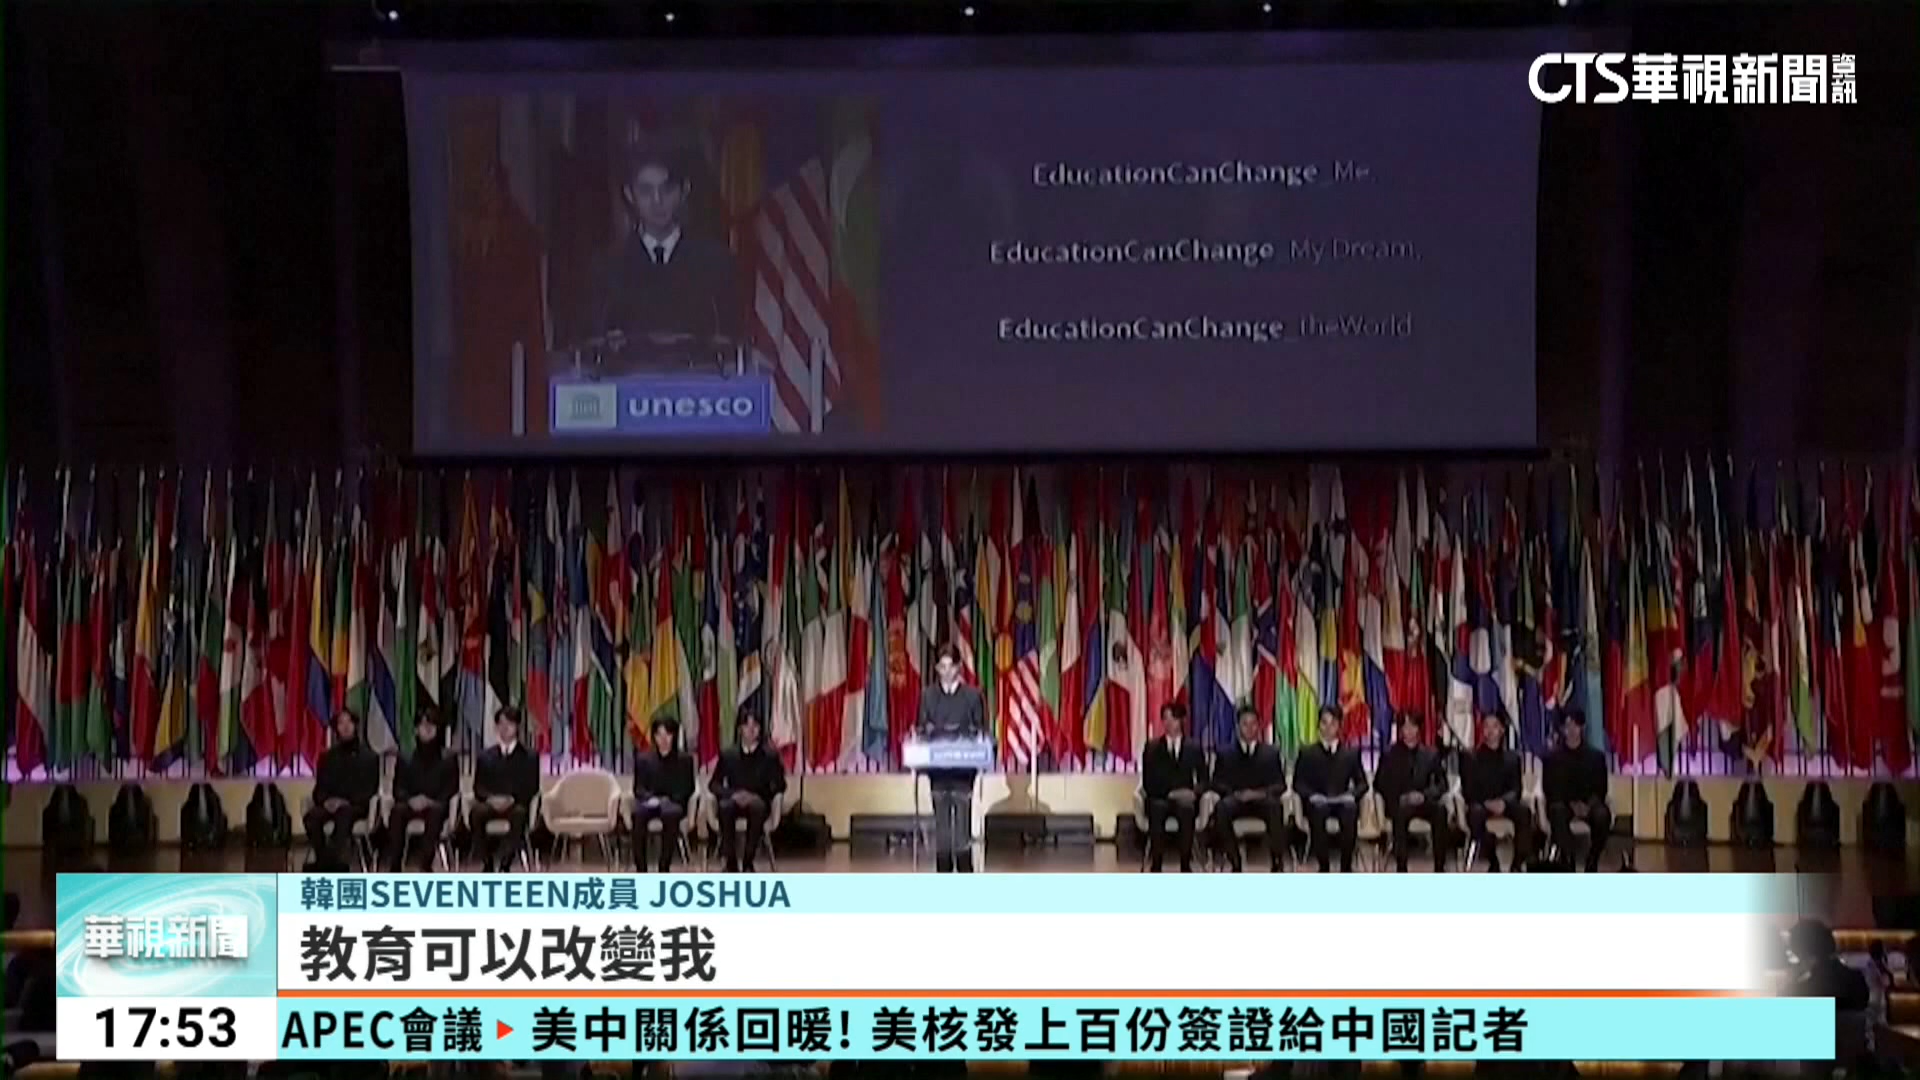 CTS華視新聞資訊
EducationCanChange_Me,
EducationCanChange_My Dream,
EducationCanChange_theWorld
unesco
unesco
韓團SEVENTEEN成員 JOSHUA
華視新聞
教育可以改變我
17:53
APEC會議 美中關係回暖! 美核發上百份簽證給中國記者